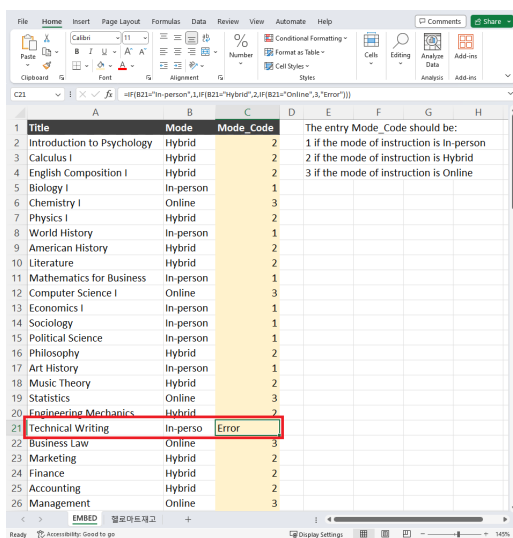 File Home Insert Page Layout Formulas Data Review View Automate Help Comments Share
Calibri 11
Paste B I U A A Number Conditional Formatting Format as Table Cell Styles Cells Editing Analyze Data Add-ins
Clipboard Font Alignment Styles Analysis Add-ins
C21 fx =IF(B21="In-person",1,IF(B21="Hybrid",2,IF(B21="Online",3,"Error")))
A B C D E F G H
1 Title Mode Mode_Code The entry Mode_Code should be:
2 Introduction to Psychology Hybrid 2 1 if the mode of instruction is In-person
3 Calculus I Hybrid 2 2 if the mode of instruction is Hybrid
4 English Composition I Hybrid 2 3 if the mode of instruction is Online
5 Biology I In-person 1
6 Chemistry I Online 3
7 Physics I Hybrid 2
8 World History In-person 1
9 American History Hybrid 2
10 Literature Hybrid 2
11 Mathematics for Business In-person 1
12 Computer Science I Online 3
13 Economics I In-person 1
14 Sociology In-person 1
15 Political Science In-person 1
16 Philosophy Hybrid 2
17 Art History In-person 1
18 Music Theory Hybrid 2
19 Statistics Online 3
20 Engineering Mechanics Hybrid 2
21 Technical Writing In-perso Error
22 Business Law Online 3
23 Marketing Hybrid 2
24 Finance Hybrid 2
25 Accounting Hybrid 2
26 Management Online 3
EMBED 헬로마트재고 +
Ready Accessibility: Good to go Display Settings 145%